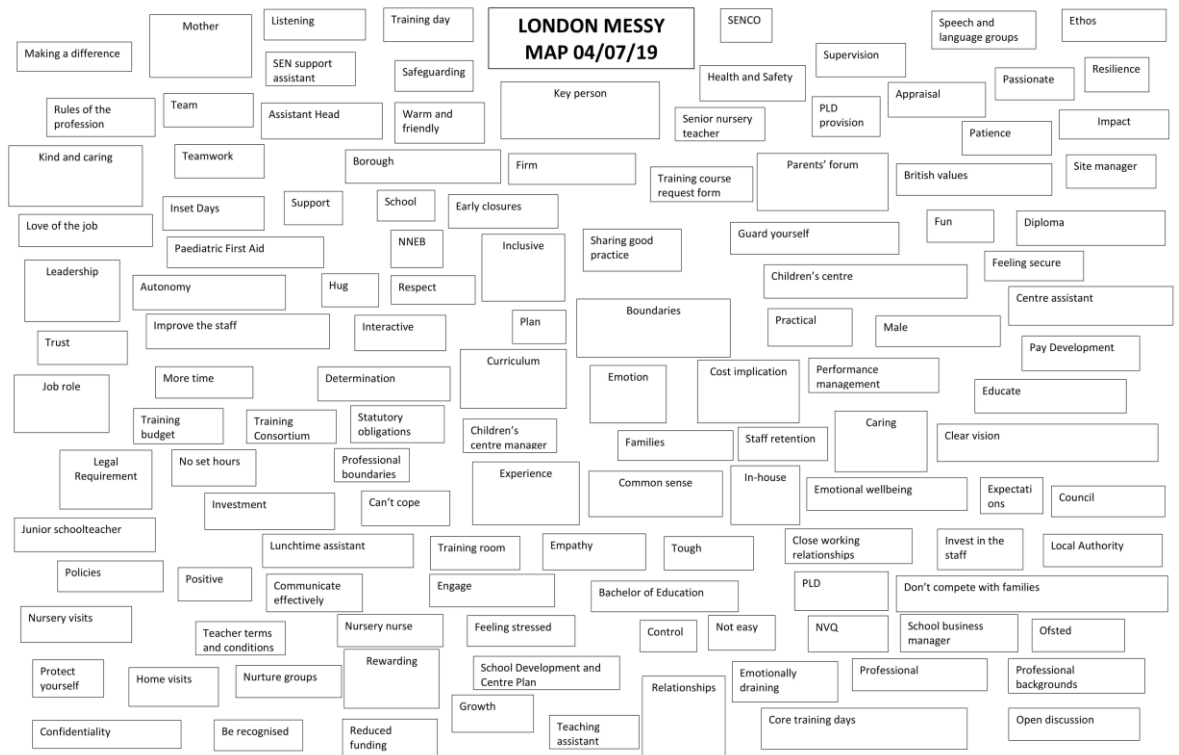 LONDON MESSY
MAP 04/07/19
Mother
Listening
Training day
SENCO
Speech and
language groups
Ethos
Making a difference
SEN support
assistant
Safeguarding
Supervision
Health and Safety
Passionate
Resilience
Key person
Appraisal
Rules of the
profession
Team
Assistant Head
Warm and
friendly
Senior nursery
teacher
PLD
provision
Patience
Impact
Kind and caring
Teamwork
Borough
Firm
Training course
request form
Parents’ forum
British values
Site manager
Inset Days
Support
School
Early closures
Love of the job
Paediatric First Aid
NNEB
Inclusive
Sharing good
practice
Guard yourself
Fun
Diploma
Leadership
Autonomy
Hug
Respect
Children’s centre
Feeling secure
Centre assistant
Improve the staff
Interactive
Plan
Boundaries
Practical
Male
Trust
Pay Development
Curriculum
Job role
More time
Determination
Emotion
Cost implication
Performance
management
Educate
Training
budget
Training
Consortium
Statutory
obligations
Children’s
centre manager
Families
Staff retention
Caring
Clear vision
Legal
Requirement
No set hours
Professional
boundaries
Experience
Common sense
In-house
Emotional wellbeing
Expectati
ons
Council
Investment
Can’t cope
Junior schoolteacher
Lunchtime assistant
Training room
Empathy
Tough
Close working
relationships
Invest in the
staff
Local Authority
Policies
Positive
Communicate
effectively
Engage
Bachelor of Education
PLD
Don’t compete with families
Nursery visits
Teacher terms
and conditions
Nursery nurse
Feeling stressed
Control
Not easy
NVQ
School business
manager
Ofsted
Protect
yourself
Home visits
Nurture groups
Rewarding
School Development and
Centre Plan
Relationships
Emotionally
draining
Professional
Professional
backgrounds
Confidentiality
Be recognised
Reduced
funding
Growth
Teaching
assistant
Core training days
Open discussion